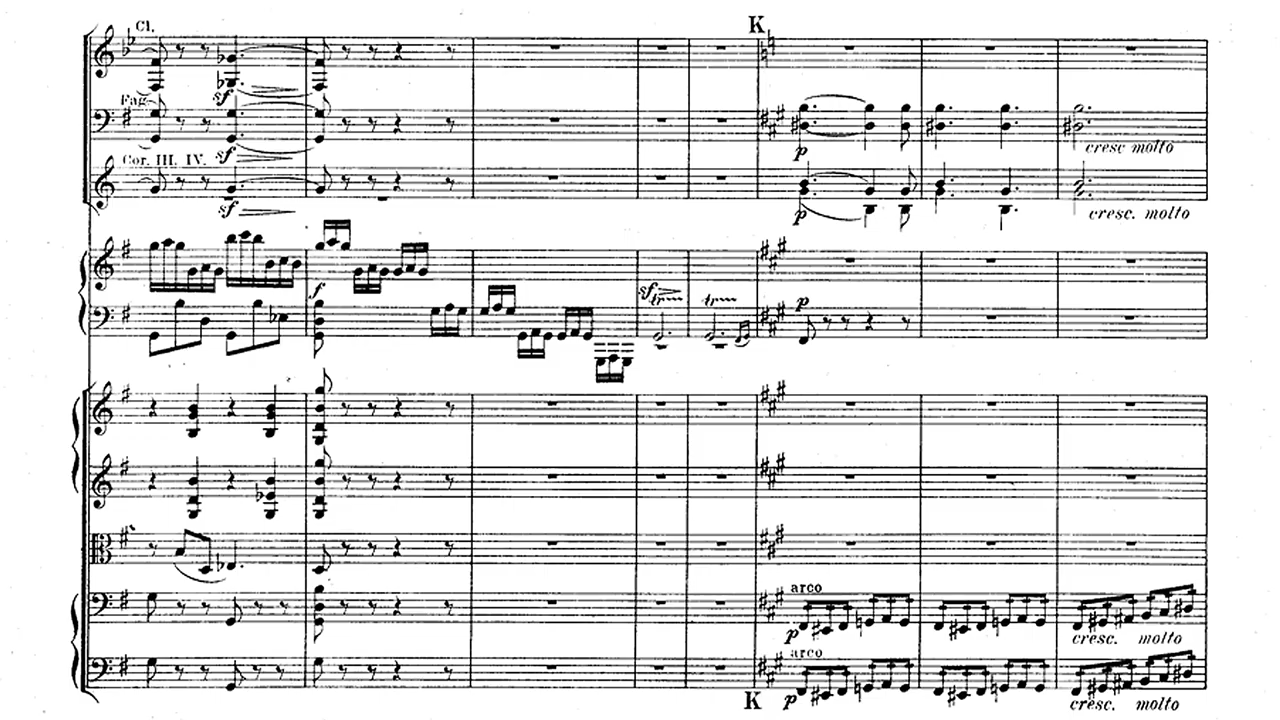 Cl.
K
sf
Fag.
sf
p
cresc molto
Cor. III. IV.
sf
p
cresc. molto
f
sf
tr
tr
p
arco
p
cresc. molto
arco
p
cresc. molto
K